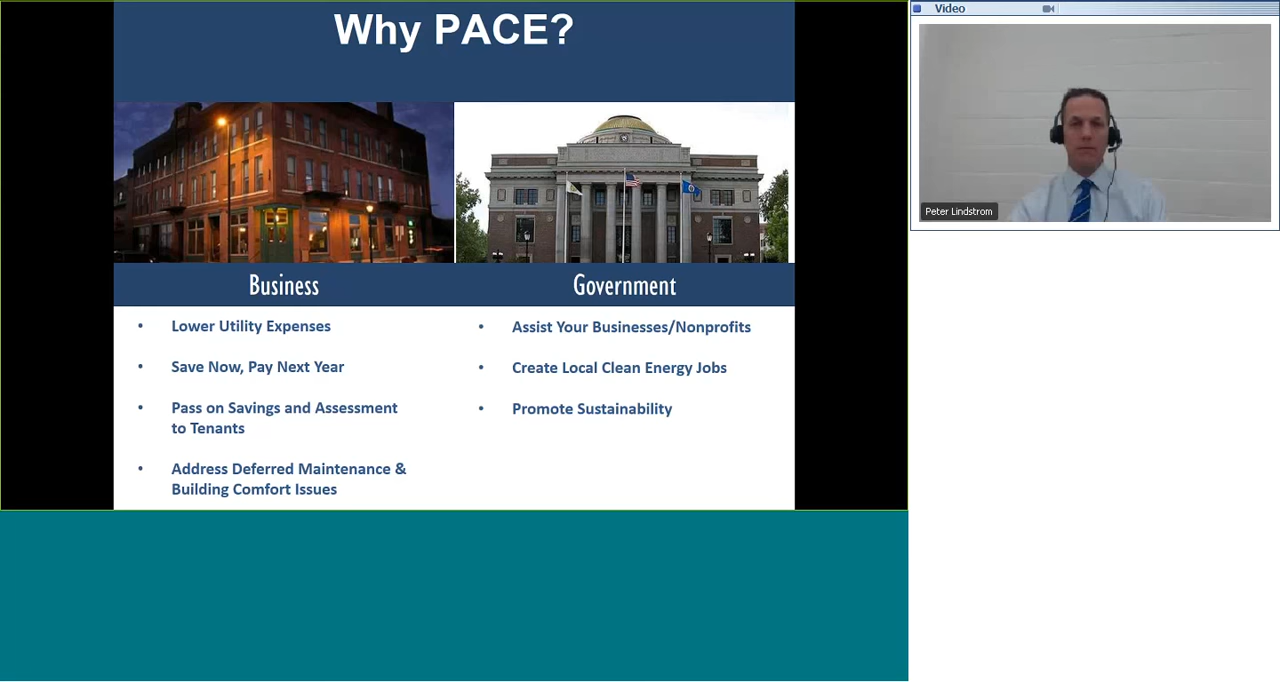 Why PACE?
Video
Peter Lindstrom
Business
Government
• Lower Utility Expenses
• Save Now, Pay Next Year
• Pass on Savings and Assessment
to Tenants
• Address Deferred Maintenance &
Building Comfort Issues
• Assist Your Businesses/Nonprofits
• Create Local Clean Energy Jobs
• Promote Sustainability